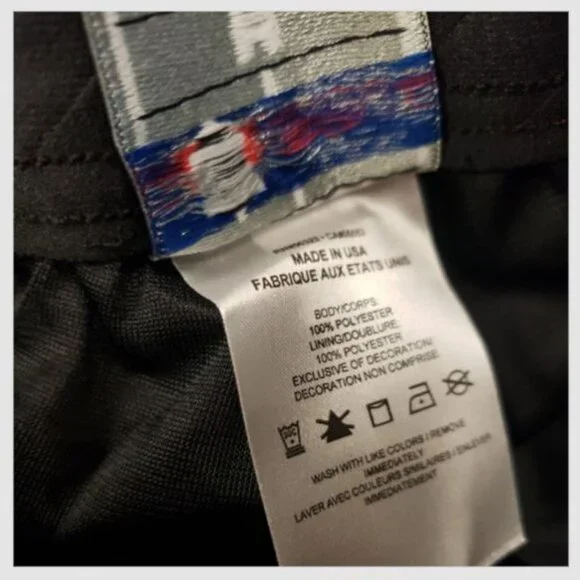 MADE IN USA
FABRIQUE AUX ETATS UNIS
BODY/CORPS:
100% POLYESTER
LINING/DOUBLURE:
100% POLYESTER
EXCLUSIVE OF DECORATION/
DECORATION NON COMPRISE
WASH WITH LIKE COLORS / REMOVE
IMMEDIATELY
LAVER AVEC COULEURS SIMILAIRES / ENLEVER
IMMEDIATEMENT